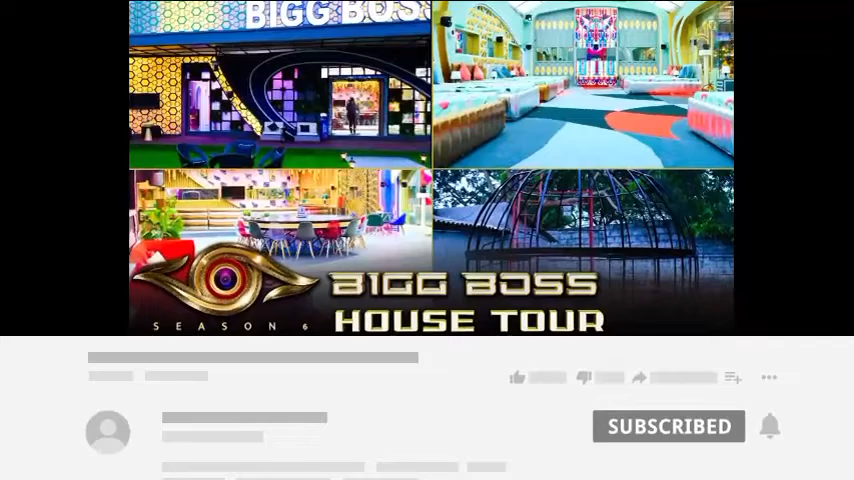 BIGG BOSS
SEASON 6
BIGG BOSS
HOUSE TOUR
SUBSCRIBED